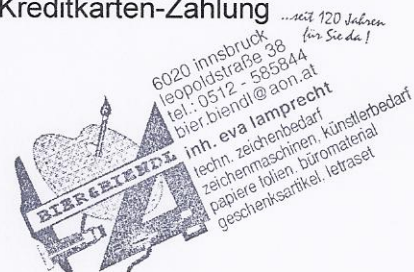 Kreditkarten-Zahlung
...seit 120 Jahren
für Sie da!
6020 innsbruck
leopoldstraße 38
tel.: 0512 - 585844
bier.biendl@aon.at
inh. eva lamprecht
techn. zeichenbedarf
zeichenmaschinen, künstlerbedarf
papiere folien. büromaterial
geschenksartikel. letraset
BIER&BIENDL